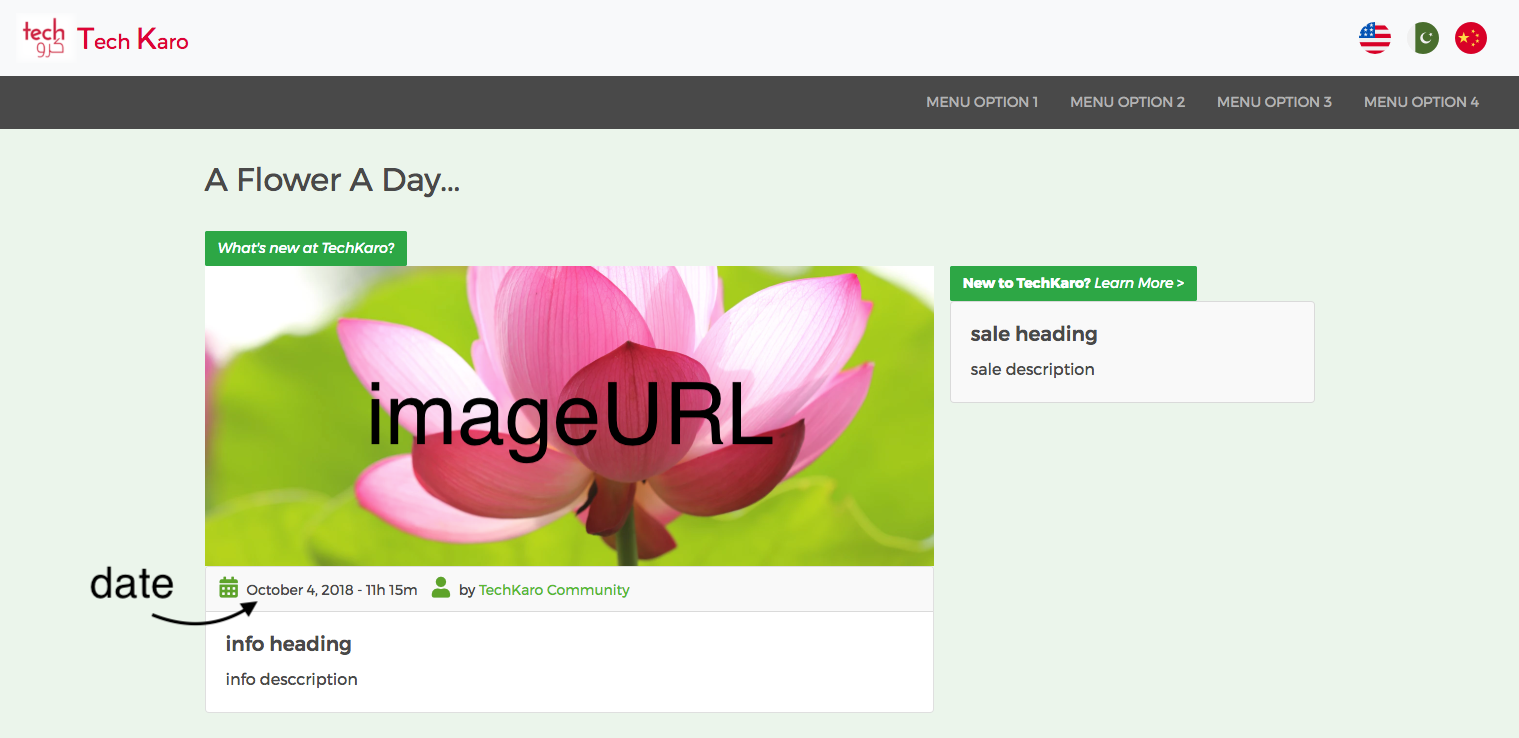 tech
کرو
Tech Karo
MENU OPTION 1 MENU OPTION 2 MENU OPTION 3 MENU OPTION 4
A Flower A Day...
What's new at TechKaro?
imageURL
date
October 4, 2018 - 11h 15m by TechKaro Community
info heading
info desccription
New to TechKaro? Learn More >
sale heading
sale description